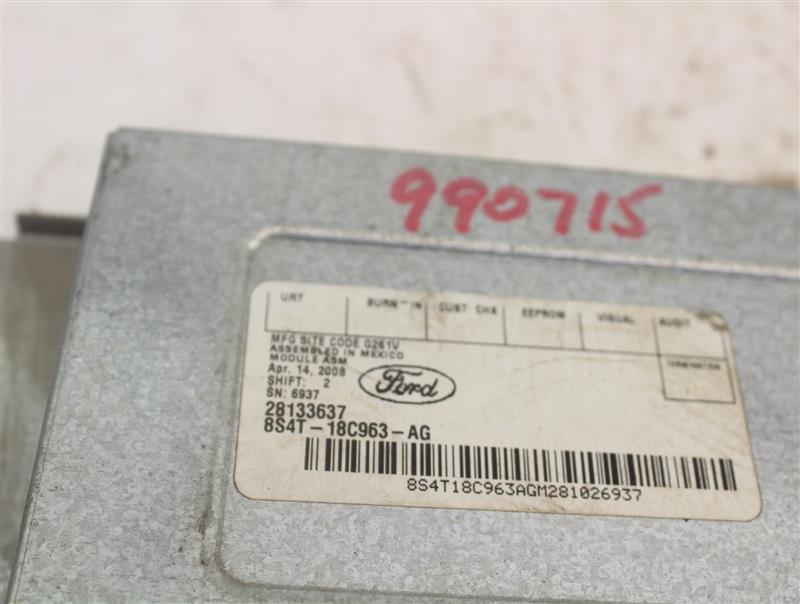 990715
URT BURN-IN CUST CHK EEPROM VISUAL AUDIT
MFG SITE CODE G261V
ASSEMBLED IN MEXICO
MODULE ASM
TERMINATION
Apr. 14, 2008
SHIFT: 2
SN: 6937
Ford
28133637
8S4T-18C963-AG
8S4T18C963AGM281026937